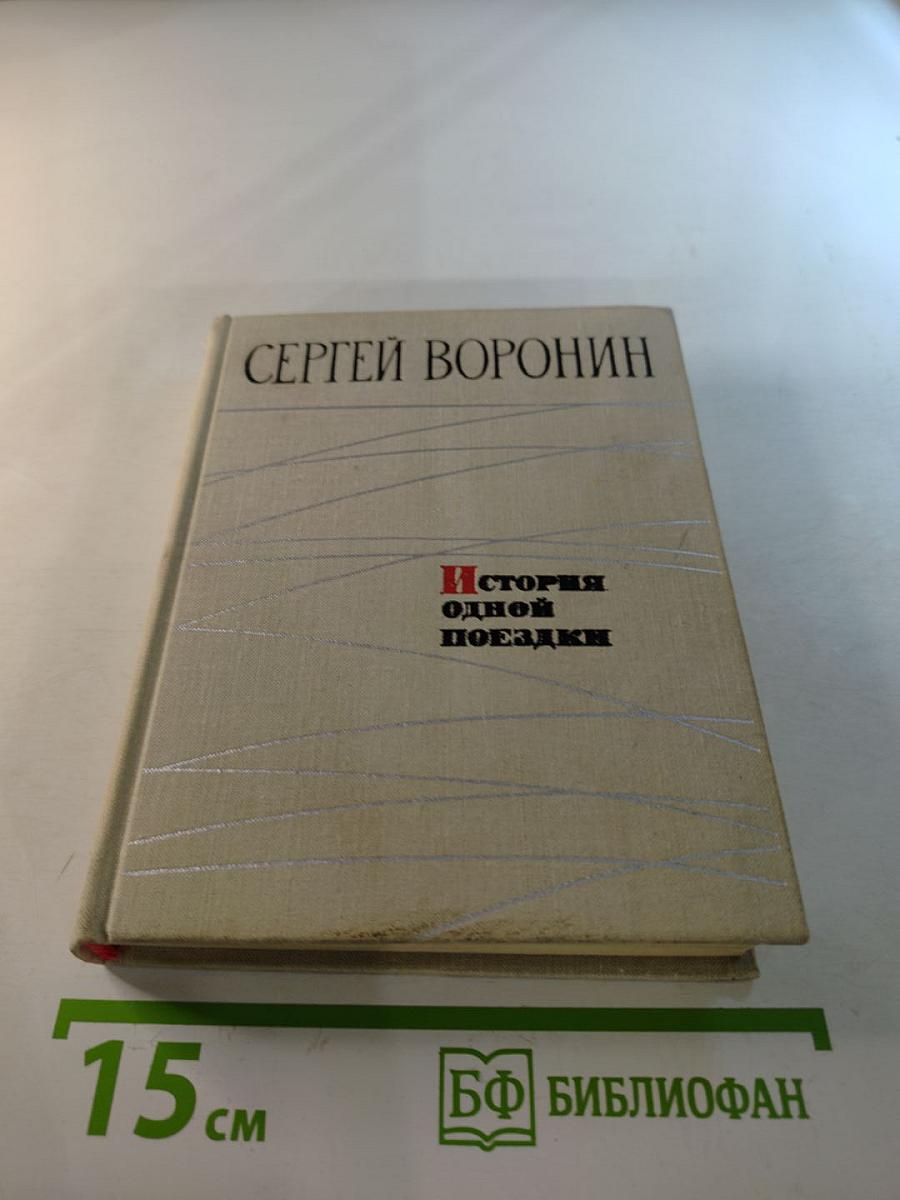 СЕРГЕЙ ВОРОНИН
История
одной
поездки
15 см
БФ БИБЛИОФАН